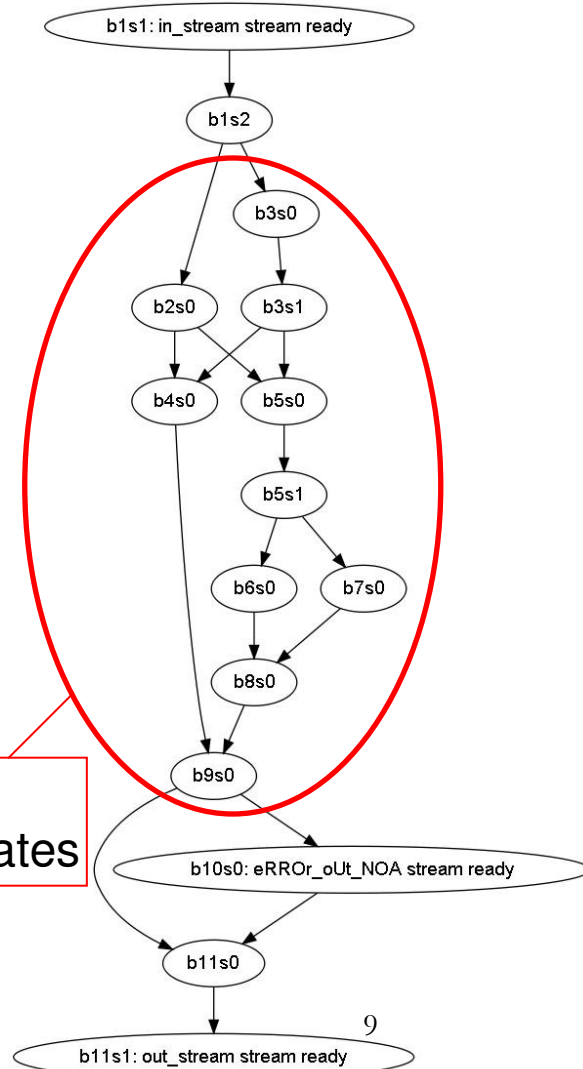 b1s1: in_stream stream ready
b1s2
b3s0
b2s0 b3s1
b4s0 b5s0
b5s1
b6s0 b7s0
b8s0
b9s0
ates
b10s0: eRROr_oUt_NOA stream ready
b11s0
9
b11s1: out_stream stream ready